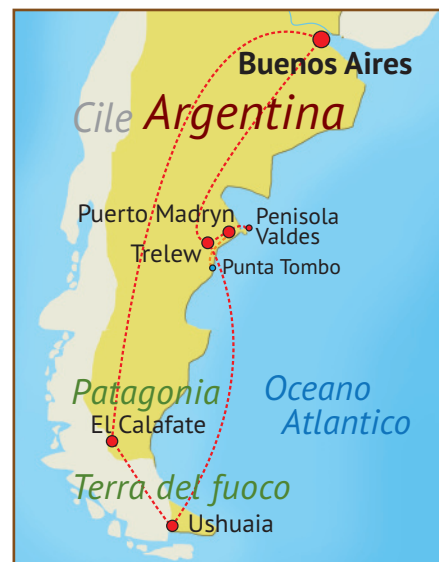 Buenos Aires
Cile Argentina
Puerto Madryn
Penisola
Valdes
Trelew
Punta Tombo
Patagonia
Oceano
Atlantico
El Calafate
Terra del fuoco
Ushuaia